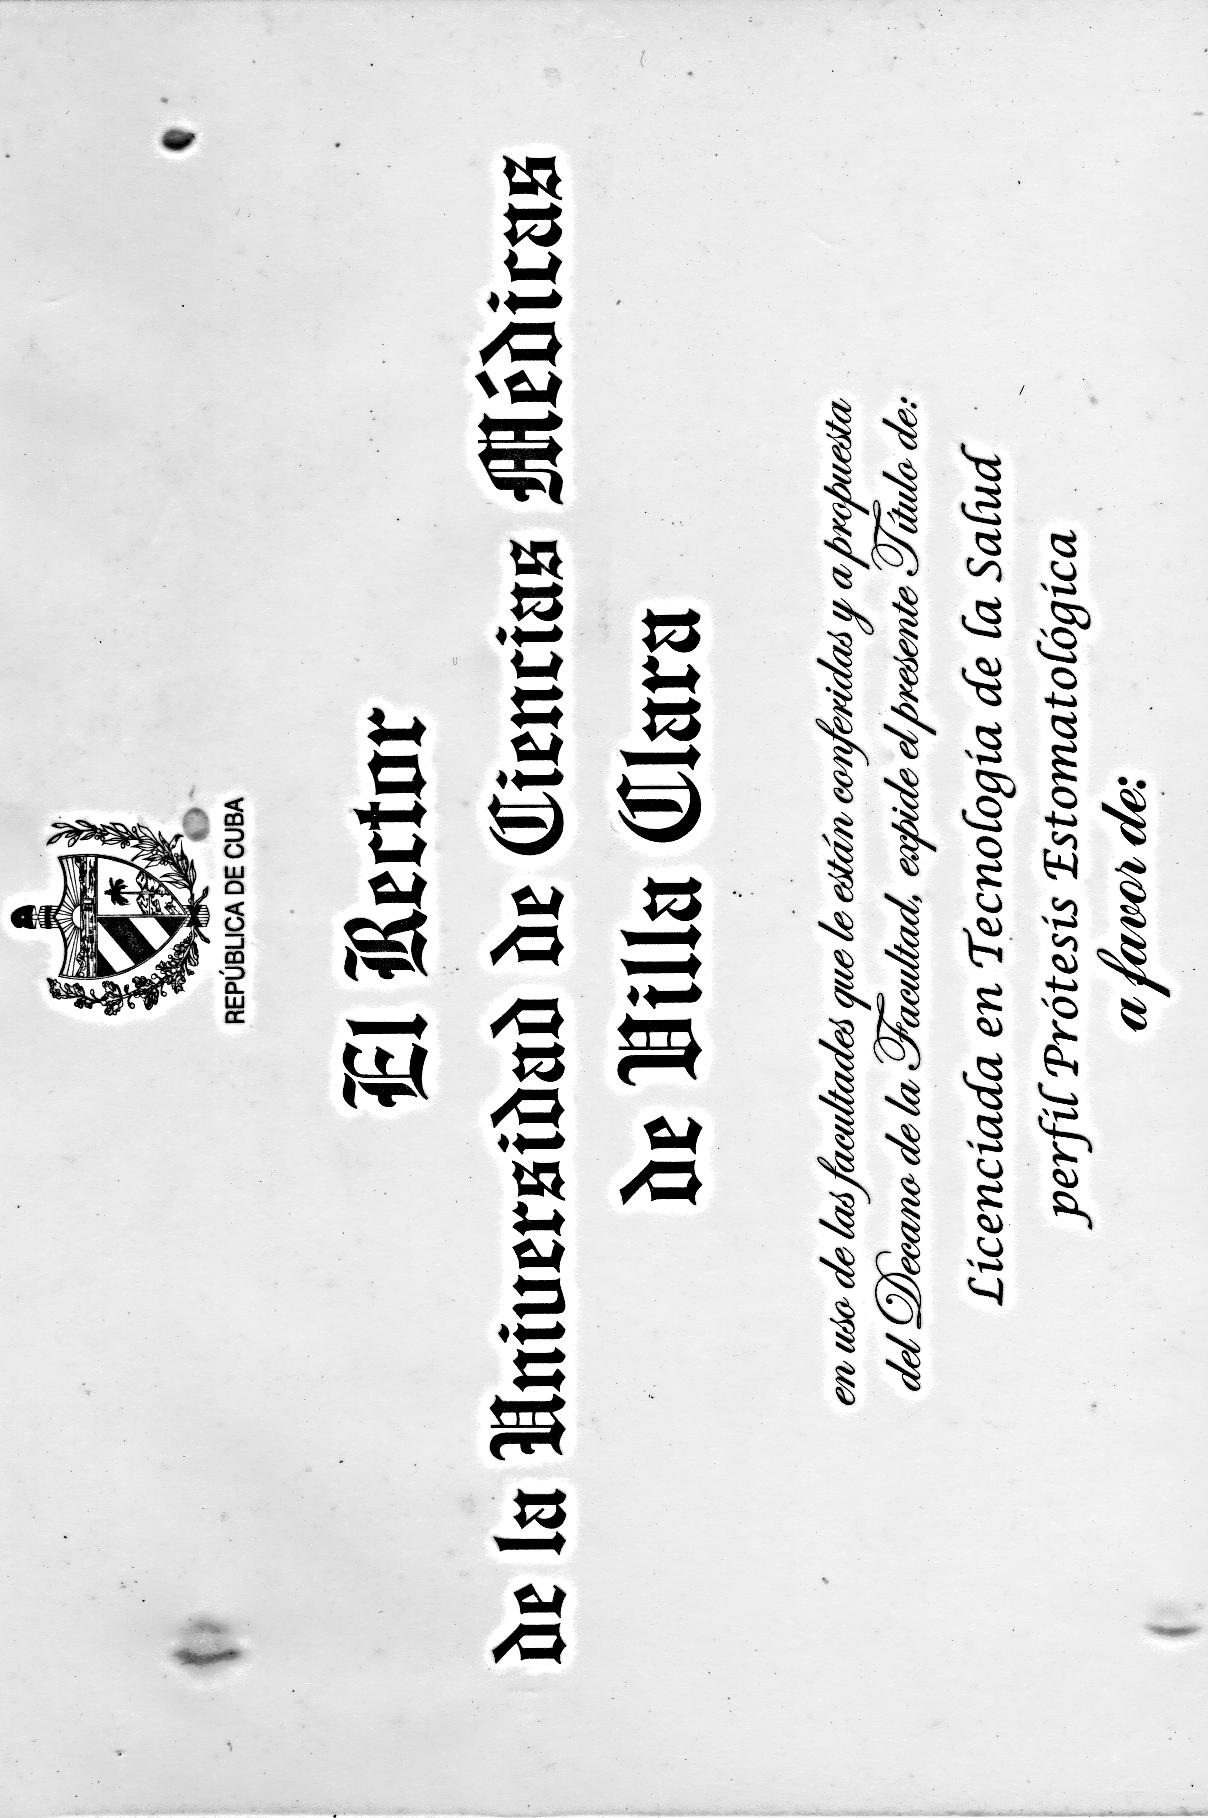 REPÚBLICA DE CUBA
El Rector
de la Universidad de Ciencias Médicas
de Villa Clara
en uso de las facultades que le están conferidas y a propuesta
del Decano de la Facultad, expide el presente Título de:
Licenciada en Tecnología de la Salud
perfil Prótesis Estomatológica
a favor de: